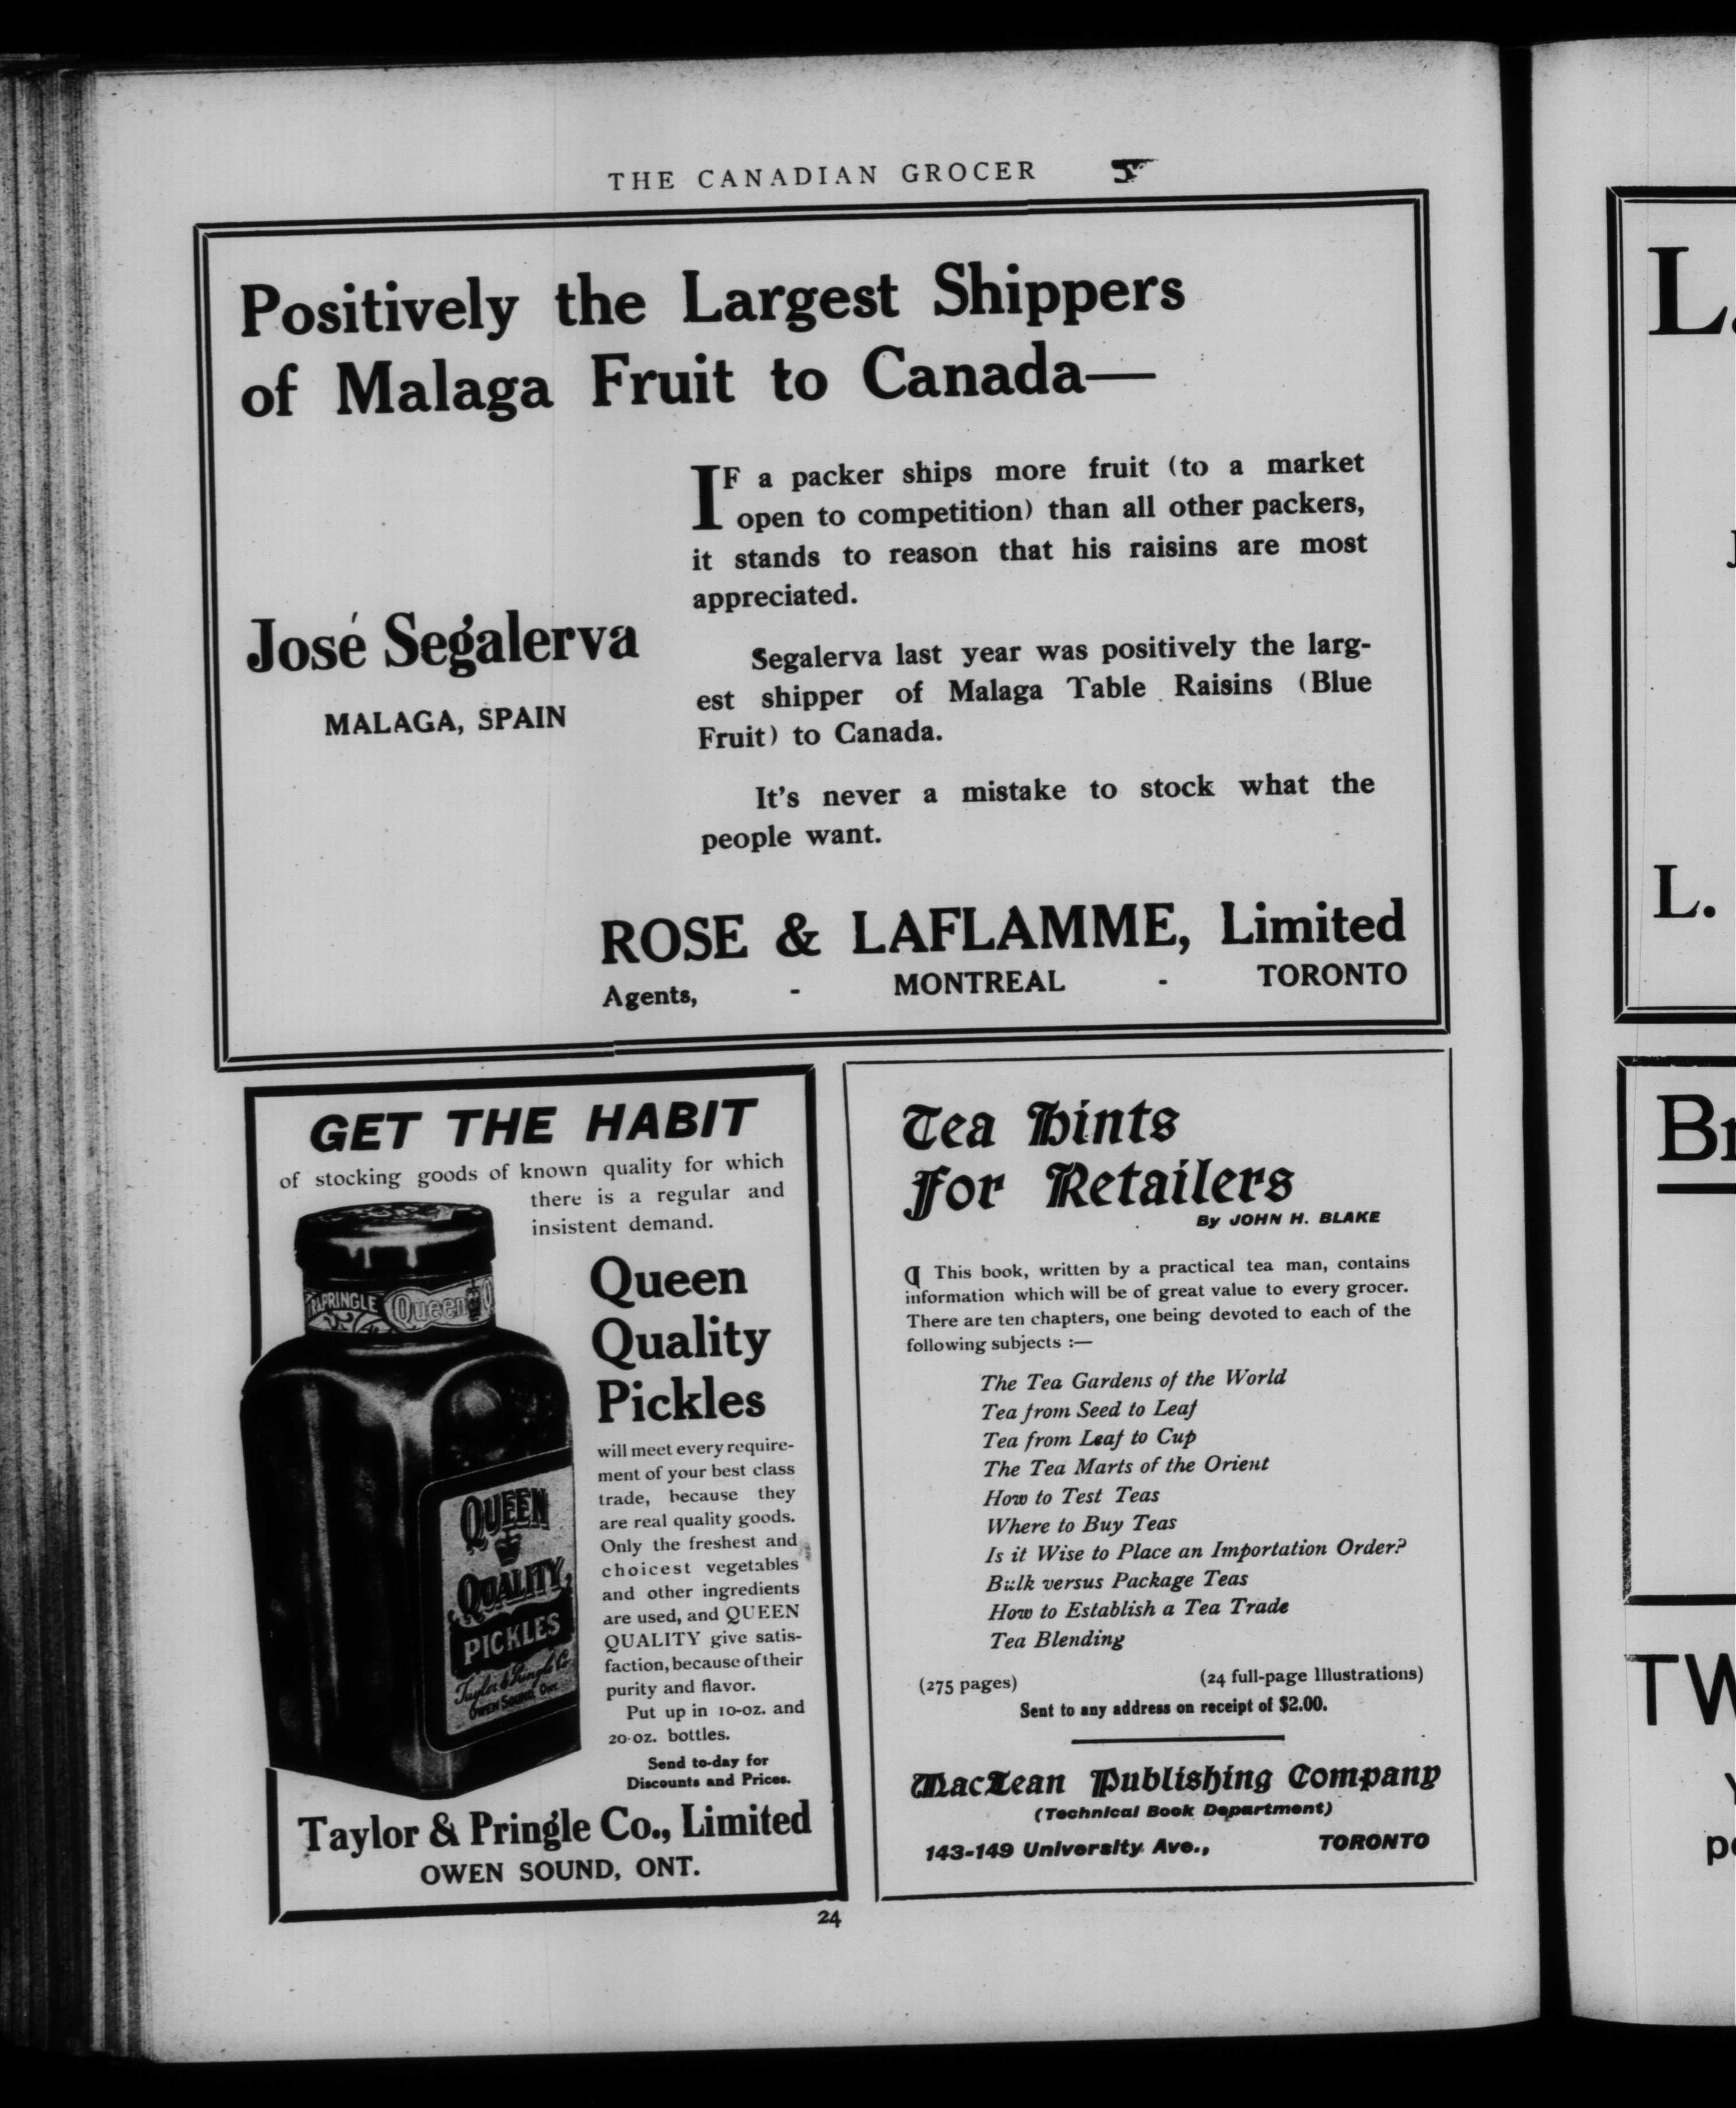 THE CANADIAN GROCER
Positively the Largest Shippers
of Malaga Fruit to Canada—
José Segalerva
MALAGA, SPAIN
IF a packer ships more fruit (to a market
open to competition) than all other packers,
it stands to reason that his raisins are most
appreciated.
Segalerva last year was positively the larg-
est shipper of Malaga Table Raisins (Blue
Fruit) to Canada.
It's never a mistake to stock what the
people want.
ROSE & LAFLAMME, Limited
Agents, - MONTREAL - TORONTO
GET THE HABIT
of stocking goods of known quality for which
there is a regular and
insistent demand.
Queen
Quality
Pickles
will meet every require-
ment of your best class
trade, because they
are real quality goods.
Only the freshest and
choicest vegetables
and other ingredients
are used, and QUEEN
QUALITY give satis-
faction, because of their
purity and flavor.
Put up in 10-oz. and
20-oz. bottles.
Send to-day for
Discounts and Prices.
PRINGLE
Queen
QUEEN
QUALITY
PICKLES
Taylor & Pringle Co
OWEN SOUND, ONT.
Taylor & Pringle Co., Limited
OWEN SOUND, ONT.
Tea Hints
For Retailers
By JOHN H. BLAKE
¶ This book, written by a practical tea man, contains
information which will be of great value to every grocer.
There are ten chapters, one being devoted to each of the
following subjects :—
The Tea Gardens of the World
Tea from Seed to Leaf
Tea from Leaf to Cup
The Tea Marts of the Orient
How to Test Teas
Where to Buy Teas
Is it Wise to Place an Importation Order?
Bulk versus Package Teas
How to Establish a Tea Trade
Tea Blending
(275 pages) (24 full-page Illustrations)
Sent to any address on receipt of $2.00.
MacLean Publishing Company
(Technical Book Department)
143-149 University Ave., TORONTO
24
L.
L.
TW